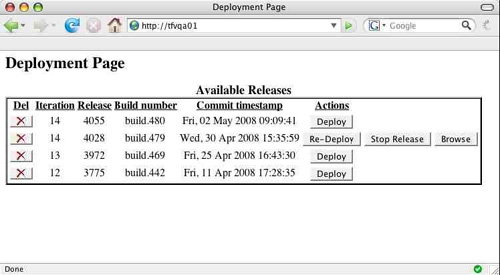 Deployment Page
http://tfvqa01
Google
Deployment Page
Available Releases
Del Iteration Release Build number Commit timestamp Actions
14 4055 build.480 Fri, 02 May 2008 09:09:41 Deploy
14 4028 build.479 Wed, 30 Apr 2008 15:35:59 Re-Deploy Stop Release Browse
13 3972 build.469 Fri, 25 Apr 2008 16:43:30 Deploy
12 3775 build.442 Fri, 11 Apr 2008 17:28:35 Deploy
Done